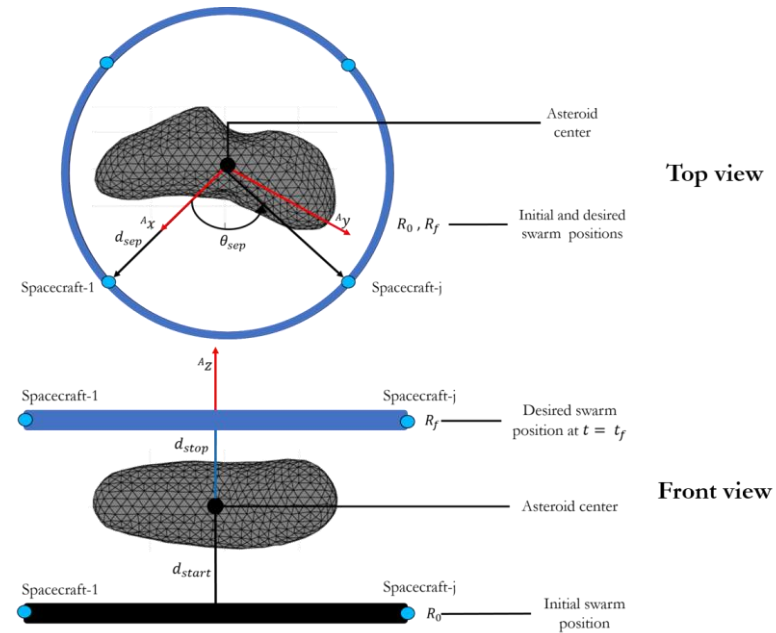 Asteroid
center
Top view
ᴬx
ᴬy
d_sep
θ_sep
R₀ , R_f
Initial and desired
swarm positions
Spacecraft-1
Spacecraft-j
ᴬz
Spacecraft-1
Spacecraft-j
R_f
Desired swarm
position at t = t_f
d_stop
Front view
Asteroid center
d_start
Spacecraft-1
Spacecraft-j
R₀
Initial swarm
position